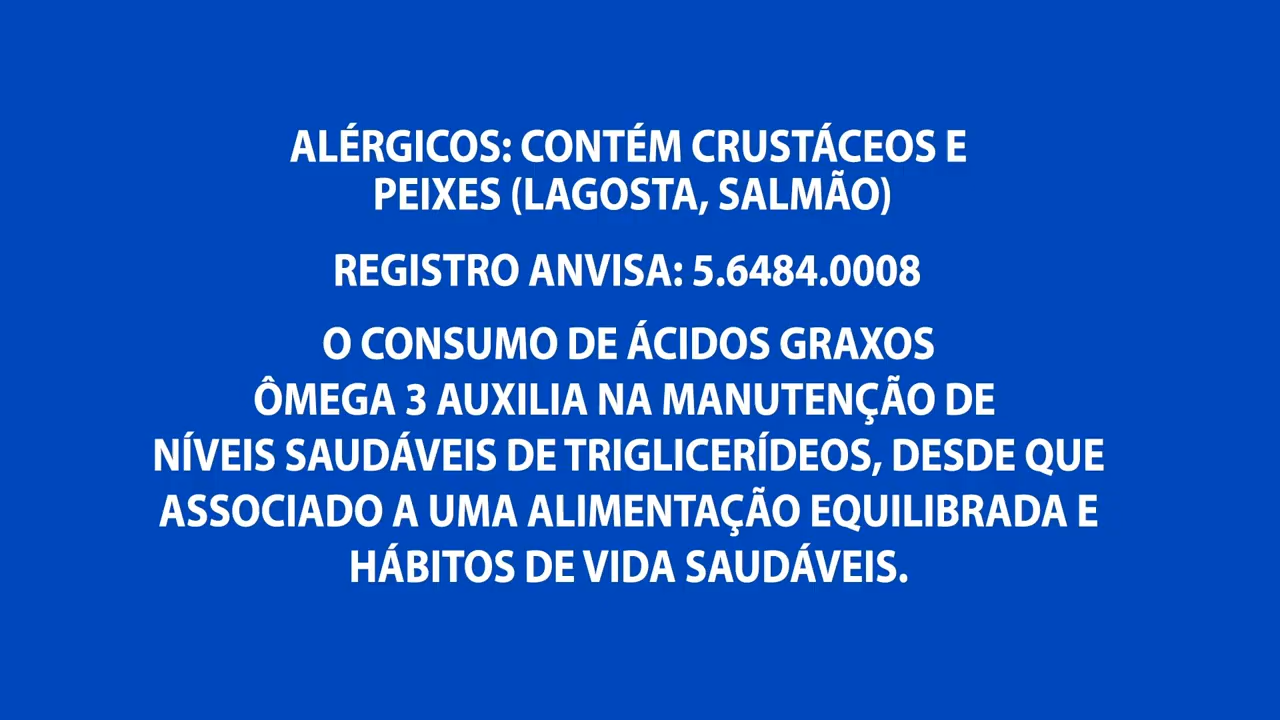 ALÉRGICOS: CONTÉM CRUSTÁCEOS E
PEIXES (LAGOSTA, SALMÃO)
REGISTRO ANVISA: 5.6484.0008
O CONSUMO DE ÁCIDOS GRAXOS
ÔMEGA 3 AUXILIA NA MANUTENÇÃO DE
NÍVEIS SAUDÁVEIS DE TRIGLICERÍDEOS, DESDE QUE
ASSOCIADO A UMA ALIMENTAÇÃO EQUILIBRADA E
HÁBITOS DE VIDA SAUDÁVEIS.